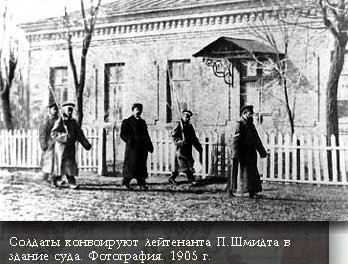 Солдаты конвоируют лейтенанта П.Шмидта в
здание суда. Фотография. 1905 г.